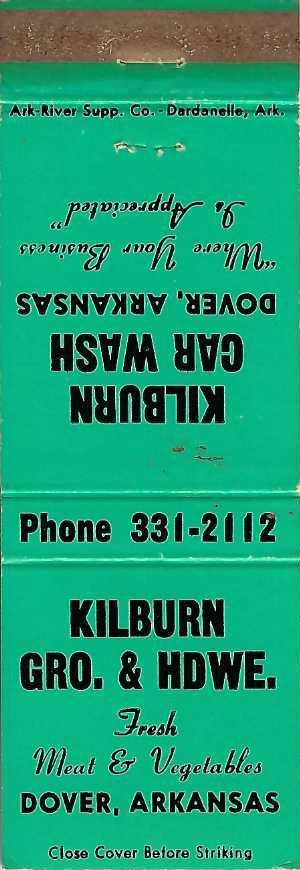 Ark-River Supp. Co. - Dardanelle, Ark.
KILBURN
CAR WASH
DOVER, ARKANSAS
"Where Your Business
Is Appreciated"
Phone 331-2112
KILBURN
GRO. & HDWE.
Fresh
Meat & Vegetables
DOVER, ARKANSAS
Close Cover Before Striking